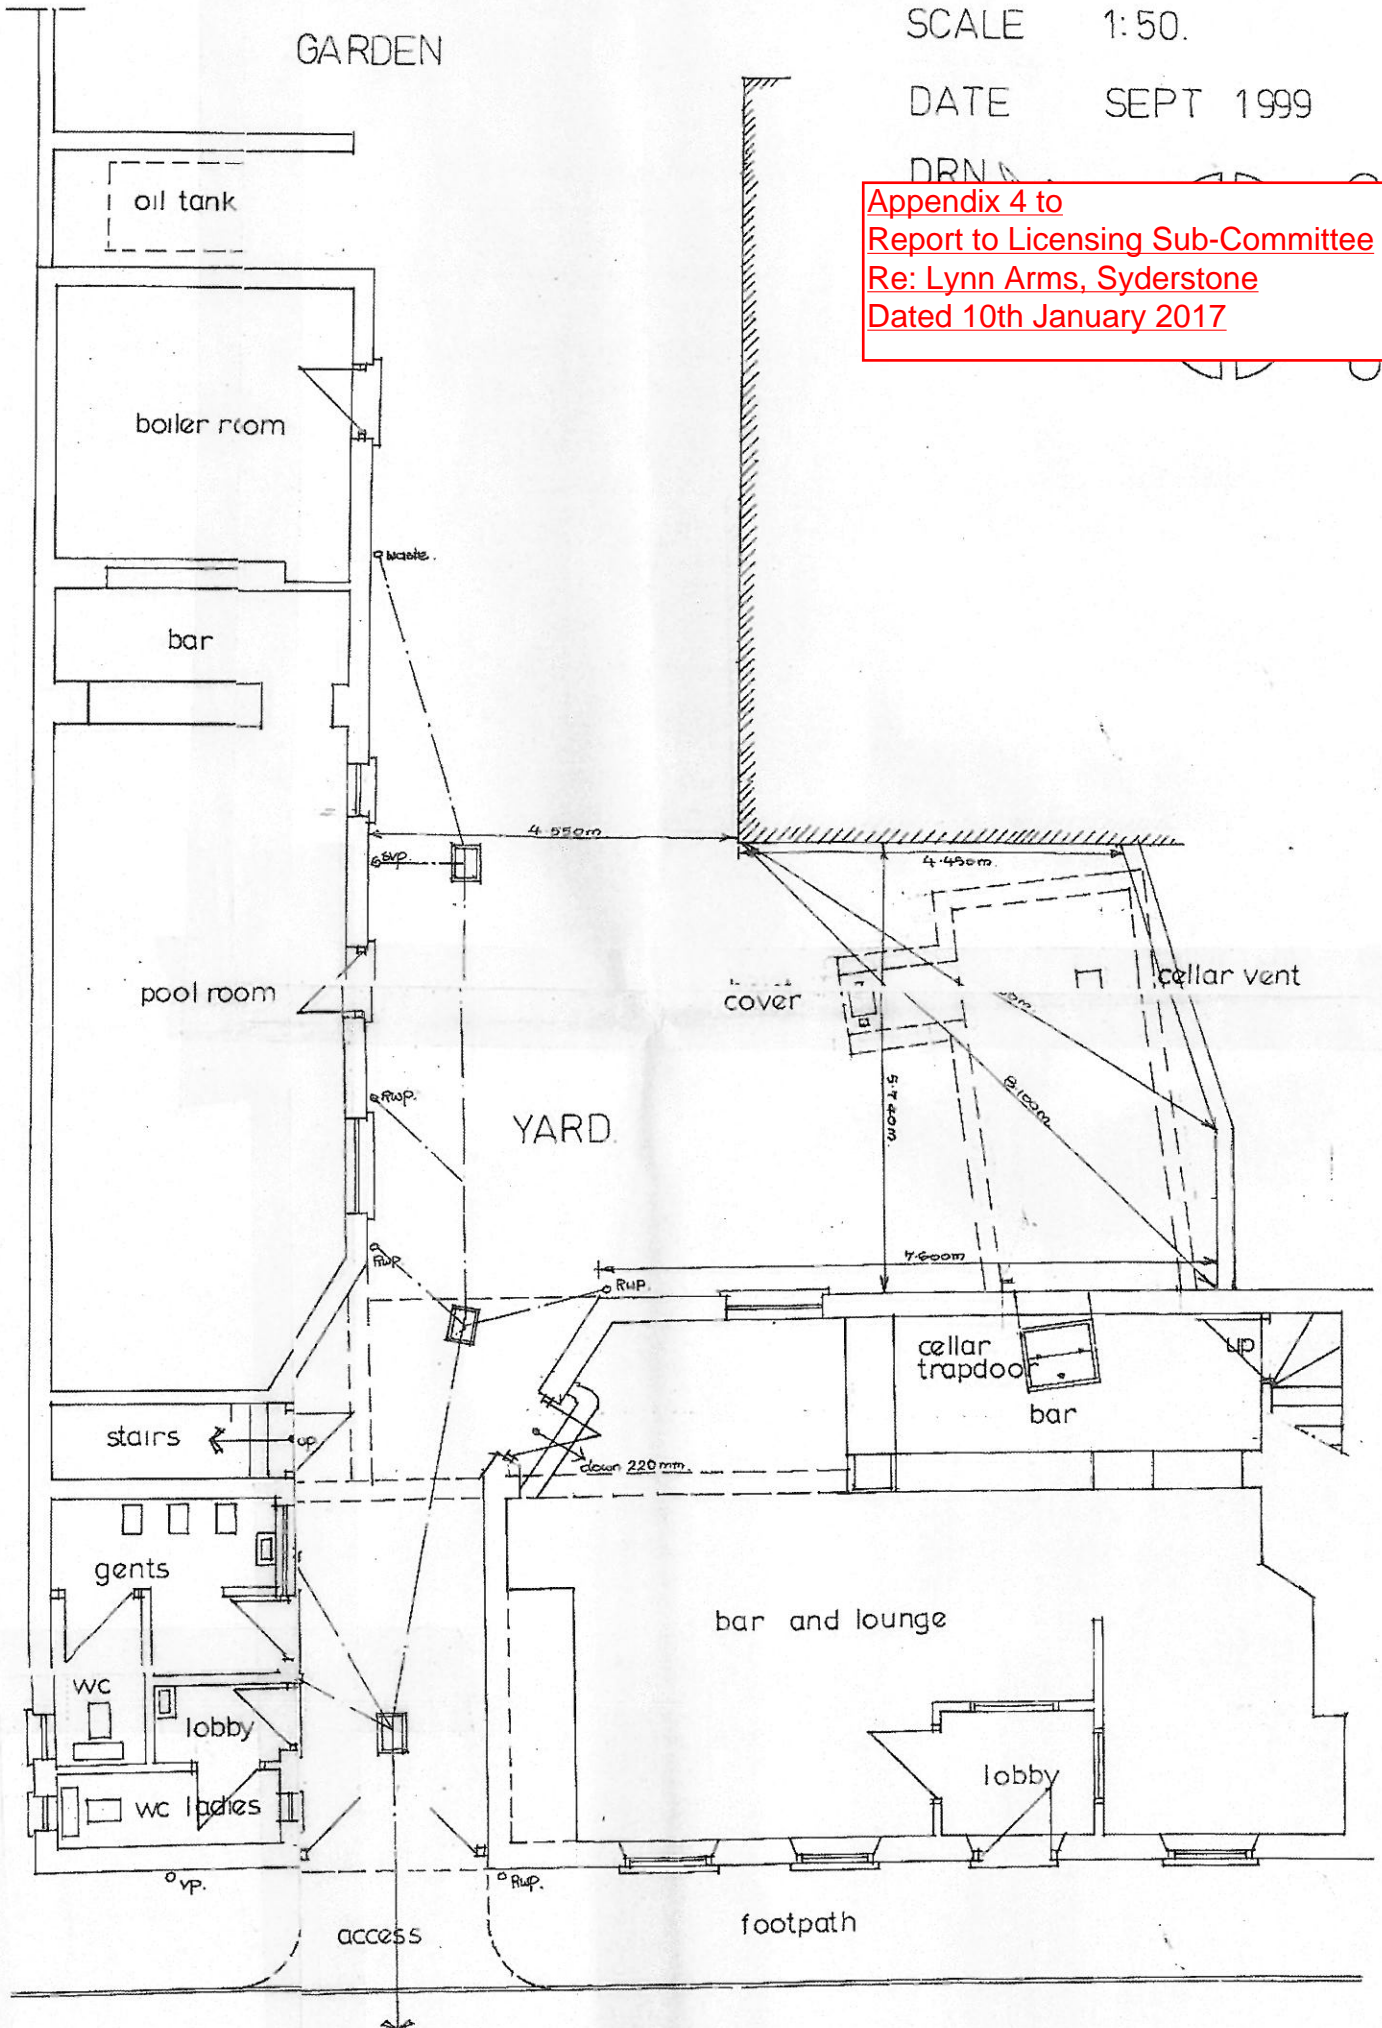 GARDEN
SCALE 1:50.
DATE SEPT 1999
DRN
Appendix 4 to
Report to Licensing Sub-Committee
Re: Lynn Arms, Syderstone
Dated 10th January 2017
oil tank
boiler room
waste.
bar
4·550m
svp.
4·450m.
pool room
cover
cellar vent
8·100m
5·740m.
RWP.
YARD.
RWP
7·600m
RWP.
cellar
trapdoor
up
bar
stairs
up
down 220mm.
gents
bar and lounge
wc
lobby
lobby
wc ladies
VP.
RWP.
access
footpath